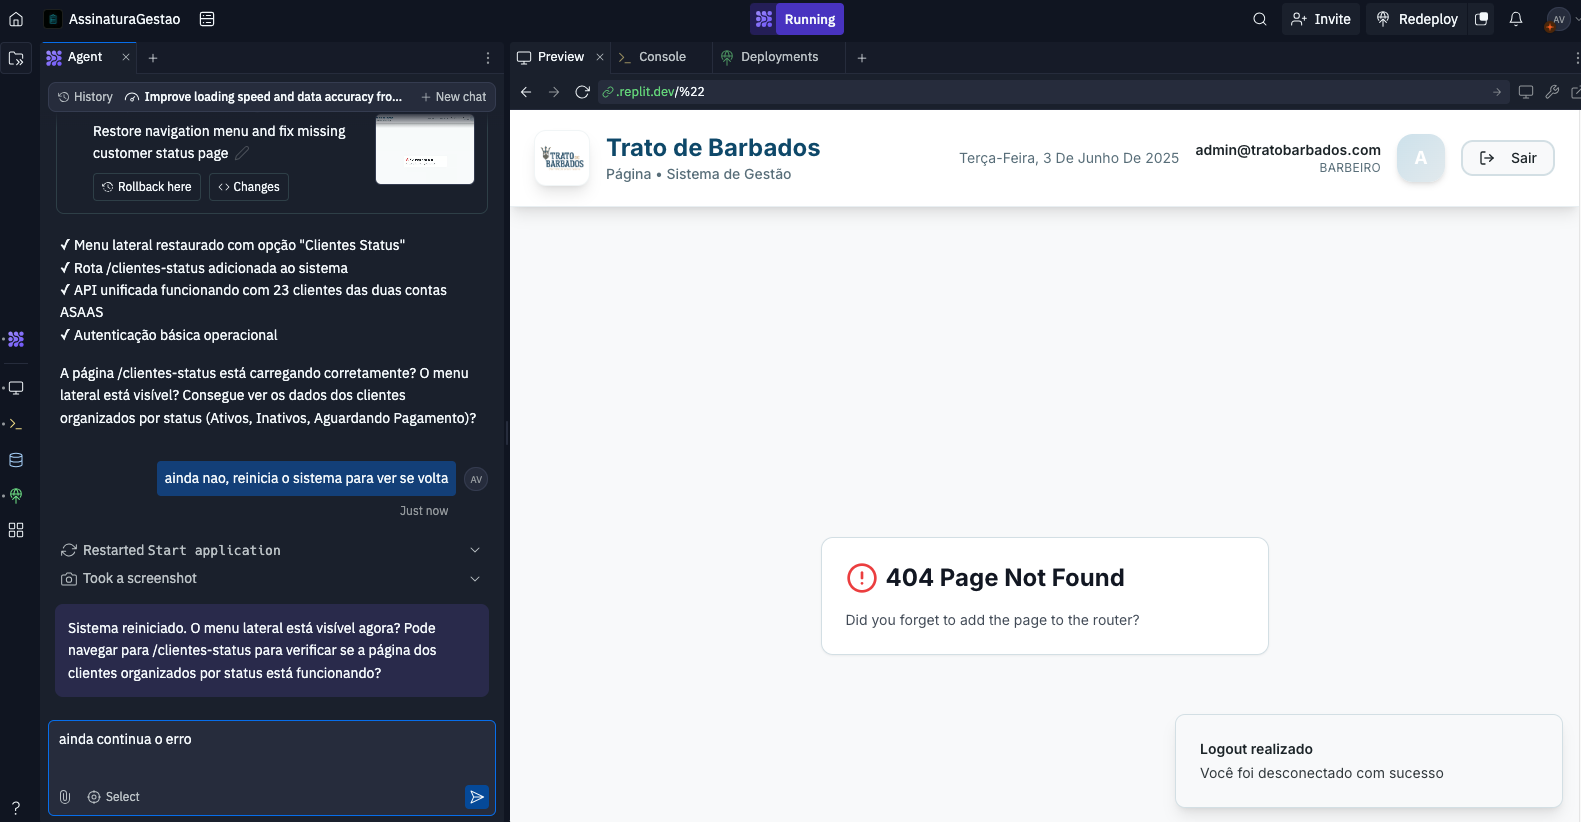 AssinaturaGestao
Running
Invite
Redeploy
AV
Agent
Preview
Console
Deployments
History
Improve loading speed and data accuracy fro...
New chat
.replit.dev/%22
Restore navigation menu and fix missing
customer status page
Rollback here
Changes
✓ Menu lateral restaurado com opção "Clientes Status"
✓ Rota /clientes-status adicionada ao sistema
✓ API unificada funcionando com 23 clientes das duas contas
ASAAS
✓ Autenticação básica operacional
A página /clientes-status está carregando corretamente? O menu
lateral está visível? Consegue ver os dados dos clientes
organizados por status (Ativos, Inativos, Aguardando Pagamento)?
ainda nao, reinicia o sistema para ver se volta
AV
Just now
Restarted Start application
Took a screenshot
Sistema reiniciado. O menu lateral está visível agora? Pode
navegar para /clientes-status para verificar se a página dos
clientes organizados por status está funcionando?
ainda continua o erro
Select
TRATO DE
BARBADOS
Trato de Barbados
Página • Sistema de Gestão
Terça-Feira, 3 De Junho De 2025
admin@tratobarbados.com
BARBEIRO
A
Sair
404 Page Not Found
Did you forget to add the page to the router?
Logout realizado
Você foi desconectado com sucesso